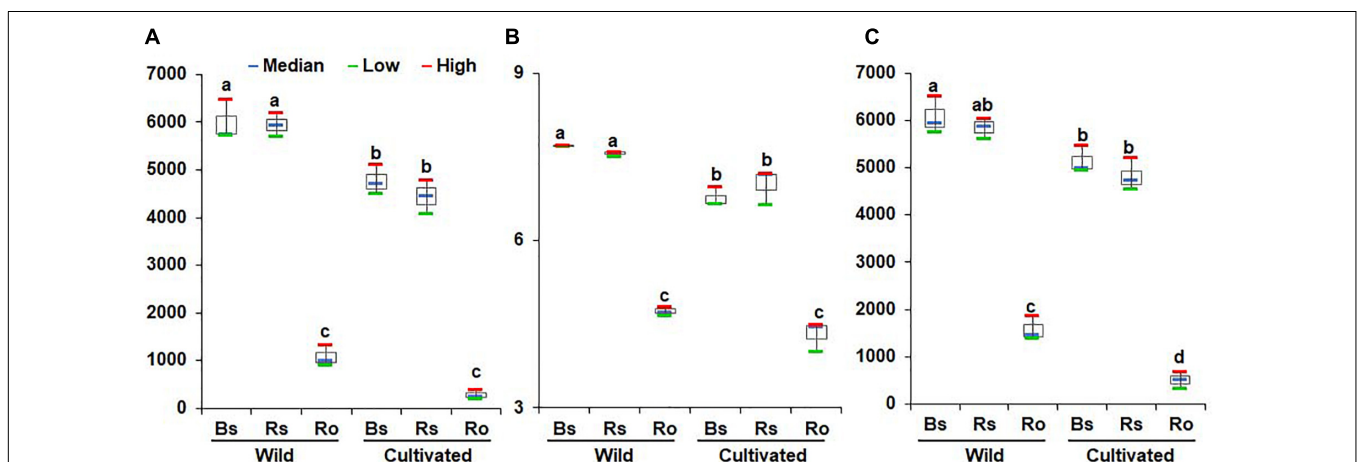 A
B
C
Median Low High
7000
6000
5000
4000
3000
2000
1000
0
a
a
c
b
b
c
Bs Rs Ro Bs Rs Ro
Wild Cultivated
9
6
3
a
a
c
b
b
c
Bs Rs Ro Bs Rs Ro
Wild Cultivated
7000
6000
5000
4000
3000
2000
1000
0
a
ab
c
b
b
d
Bs Rs Ro Bs Rs Ro
Wild Cultivated